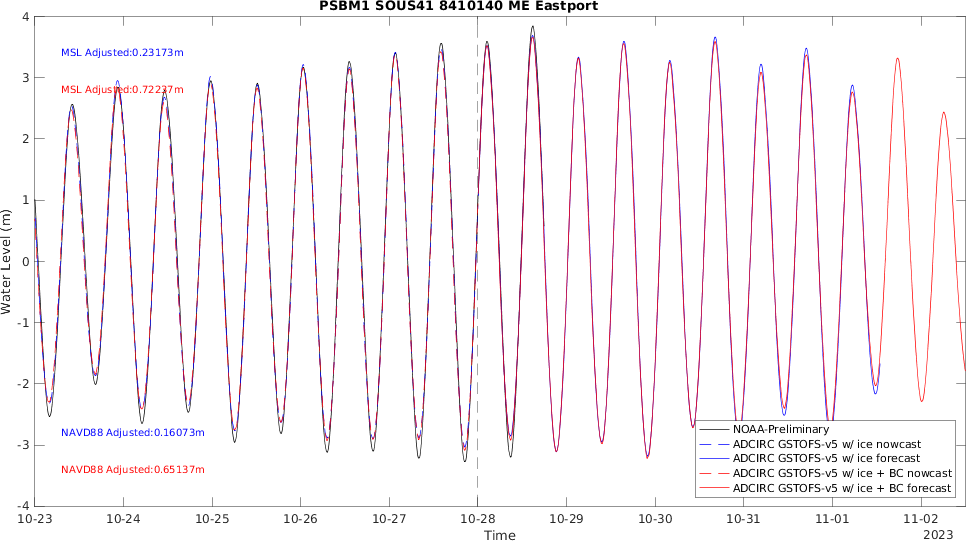 PSBM1 SOUS41 8410140 ME Eastport
Water Level (m)
4
3
2
1
0
-1
-2
-3
-4
MSL Adjusted:0.23173m
MSL Adjusted:0.72237m
NAVD88 Adjusted:0.16073m
NAVD88 Adjusted:0.65137m
NOAA-Preliminary
ADCIRC GSTOFS-v5 w/ ice nowcast
ADCIRC GSTOFS-v5 w/ ice forecast
ADCIRC GSTOFS-v5 w/ ice + BC nowcast
ADCIRC GSTOFS-v5 w/ ice + BC forecast
10-23 10-24 10-25 10-26 10-27 10-28 10-29 10-30 10-31 11-01 11-02
Time
2023